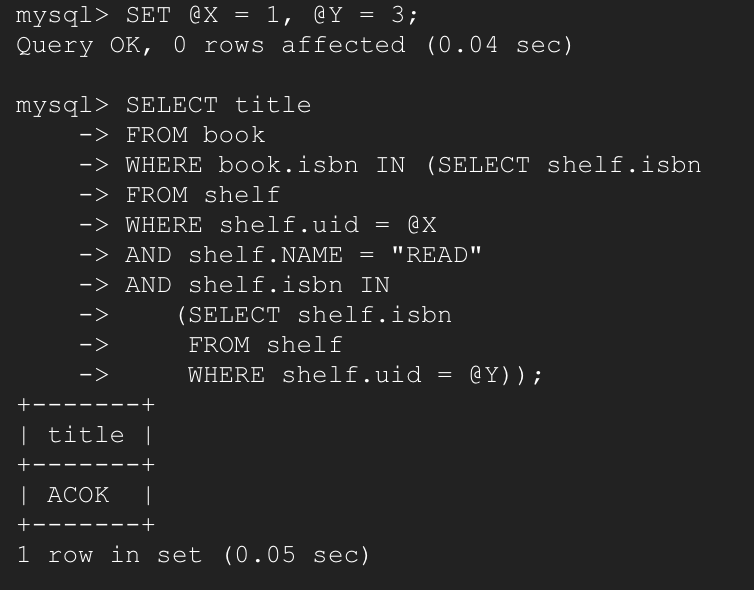 mysql> SET @X = 1, @Y = 3;
Query OK, 0 rows affected (0.04 sec)

mysql> SELECT title
    -> FROM book
    -> WHERE book.isbn IN (SELECT shelf.isbn
    -> FROM shelf
    -> WHERE shelf.uid = @X
    -> AND shelf.NAME = "READ"
    -> AND shelf.isbn IN
    ->    (SELECT shelf.isbn
    ->     FROM shelf
    ->     WHERE shelf.uid = @Y));
+-------+
| title |
+-------+
| ACOK  |
+-------+
1 row in set (0.05 sec)